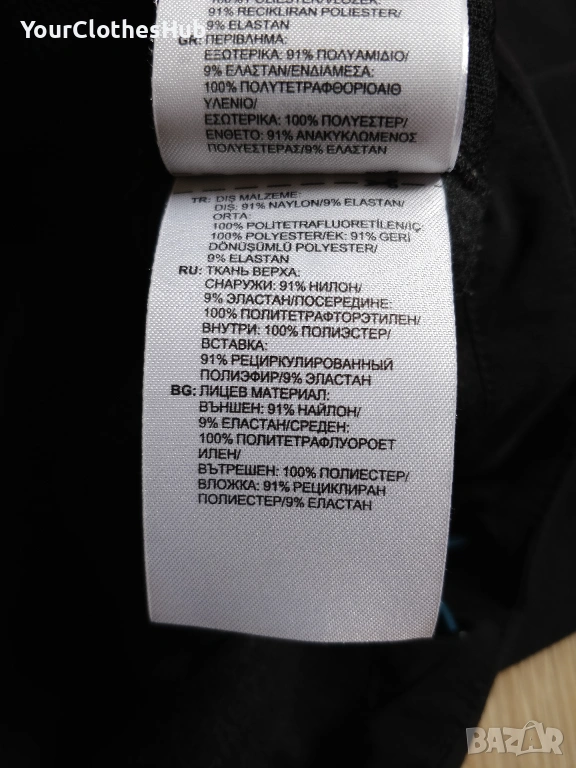 YourClothesHub
100% POLIESTER/VLOŽEK:
91% RECIKLIRAN POLIESTER/
9% ELASTAN
GR: ΠΕΡΙΒΛΗΜΑ:
ΕΞΩΤΕΡΙΚΑ: 91% ΠΟΛΥΑΜΙΔΙΟ/
9% ΕΛΑΣΤΑΝ/ΕΝΔΙΑΜΕΣΑ:
100% ΠΟΛΥΤΕΤΡΑΦΘΟΡΙΟΑΙΘ
ΥΛΕΝΙΟ/
ΕΣΩΤΕΡΙΚΑ: 100% ΠΟΛΥΕΣΤΕΡ/
ΕΝΘΕΤΟ: 91% ΑΝΑΚΥΚΛΩΜΕΝΟΣ
ΠΟΛΥΕΣΤΕΡΑΣ/9% ΕΛΑΣΤΑΝ
TR: DIŞ MALZEME:
DIŞ: 91% NAYLON/9% ELASTAN/
ORTA:
100% POLITETRAFLUORETILEN/IÇ:
100% POLYESTER/EK: 91% GERI
DÖNÜŞÜMLÜ POLYESTER/
9% ELASTAN
RU: ТКАНЬ ВЕРХА:
СНАРУЖИ: 91% НИЛОН/
9% ЭЛАСТАН/ПОСЕРЕДИНЕ:
100% ПОЛИТЕТРАФТОРЭТИЛЕН/
ВНУТРИ: 100% ПОЛИЭСТЕР/
ВСТАВКА:
91% РЕЦИРКУЛИРОВАННЫЙ
ПОЛИЭФИР/9% ЭЛАСТАН
BG: ЛИЦЕВ МАТЕРИАЛ:
ВЪНШЕН: 91% НАЙЛОН/
9% ЕЛАСТАН/СРЕДЕН:
100% ПОЛИТЕТРАФЛУОРОЕТ
ИЛЕН/
ВЪТРЕШЕН: 100% ПОЛИЕСТЕР/
ВЛОЖКА: 91% РЕЦИКЛИРАН
ПОЛИЕСТЕР/9% ЕЛАСТАН
BAZAR